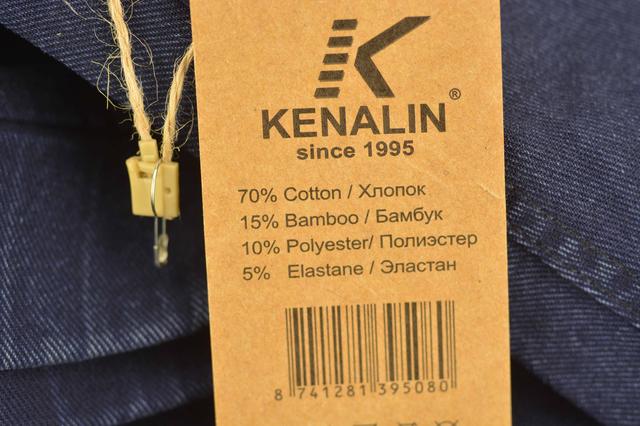 KENALIN®
since 1995
70% Cotton / Хлопок
15% Bamboo / Бамбук
10% Polyester/ Полиэстер
5% Elastane / Эластан
8 741281 395080